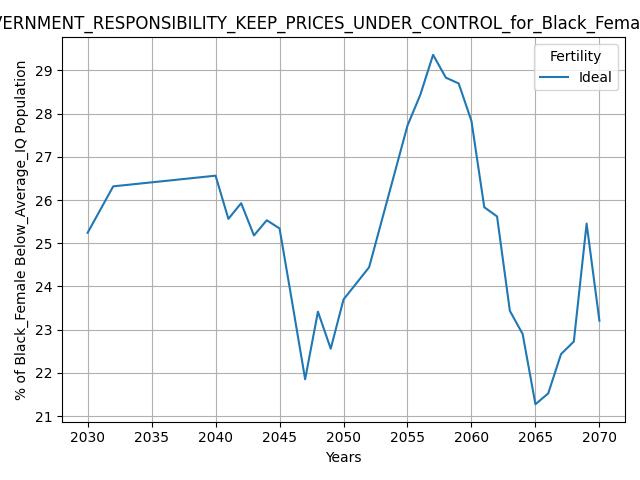 VERNMENT_RESPONSIBILITY_KEEP_PRICES_UNDER_CONTROL_for_Black_Fema
Fertility
Ideal
% of Black_Female Below_Average_IQ Population
29
28
27
26
25
24
23
22
21
2030 2035 2040 2045 2050 2055 2060 2065 2070
Years